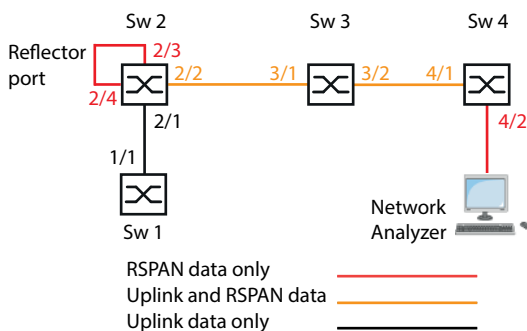 Sw 2
Sw 3
Sw 4
Reflector
port
2/3
2/2
3/1
3/2
4/1
2/4
2/1
4/2
1/1
Sw 1
Network
Analyzer
RSPAN data only
Uplink and RSPAN data
Uplink data only